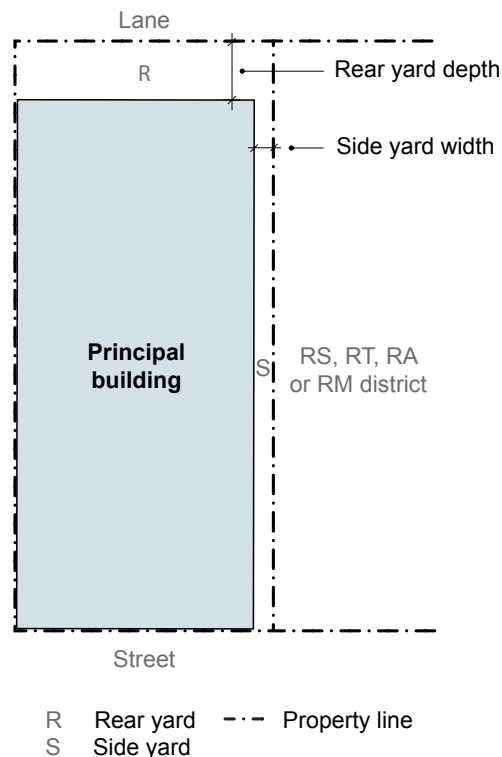 Lane
R
Rear yard depth
Side yard width
Principal
building
S
RS, RT, RA
or RM district
Street
R Rear yard Property line
S Side yard